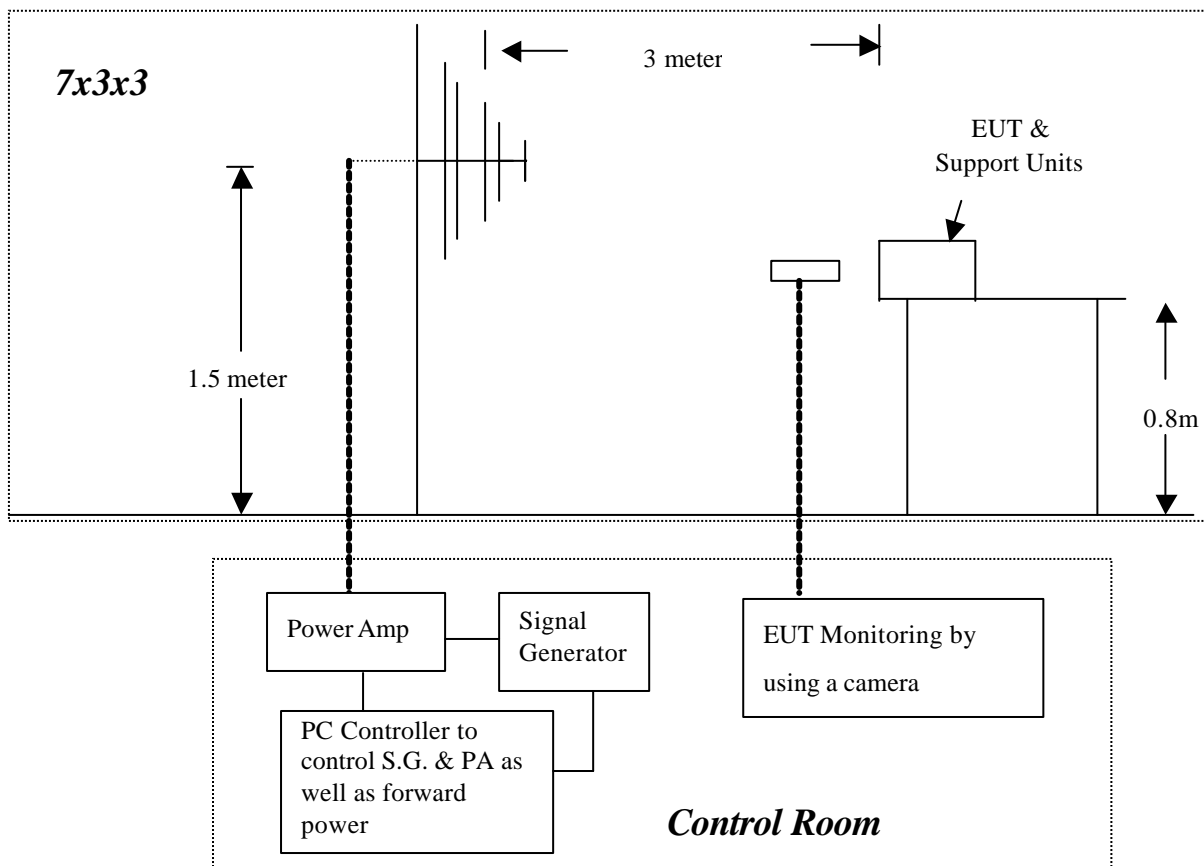 3 meter
7x3x3
EUT &
Support Units
1.5 meter
0.8m
Power Amp
Signal
Generator
EUT Monitoring by
using a camera
PC Controller to
control S.G. & PA as
well as forward
power
Control Room